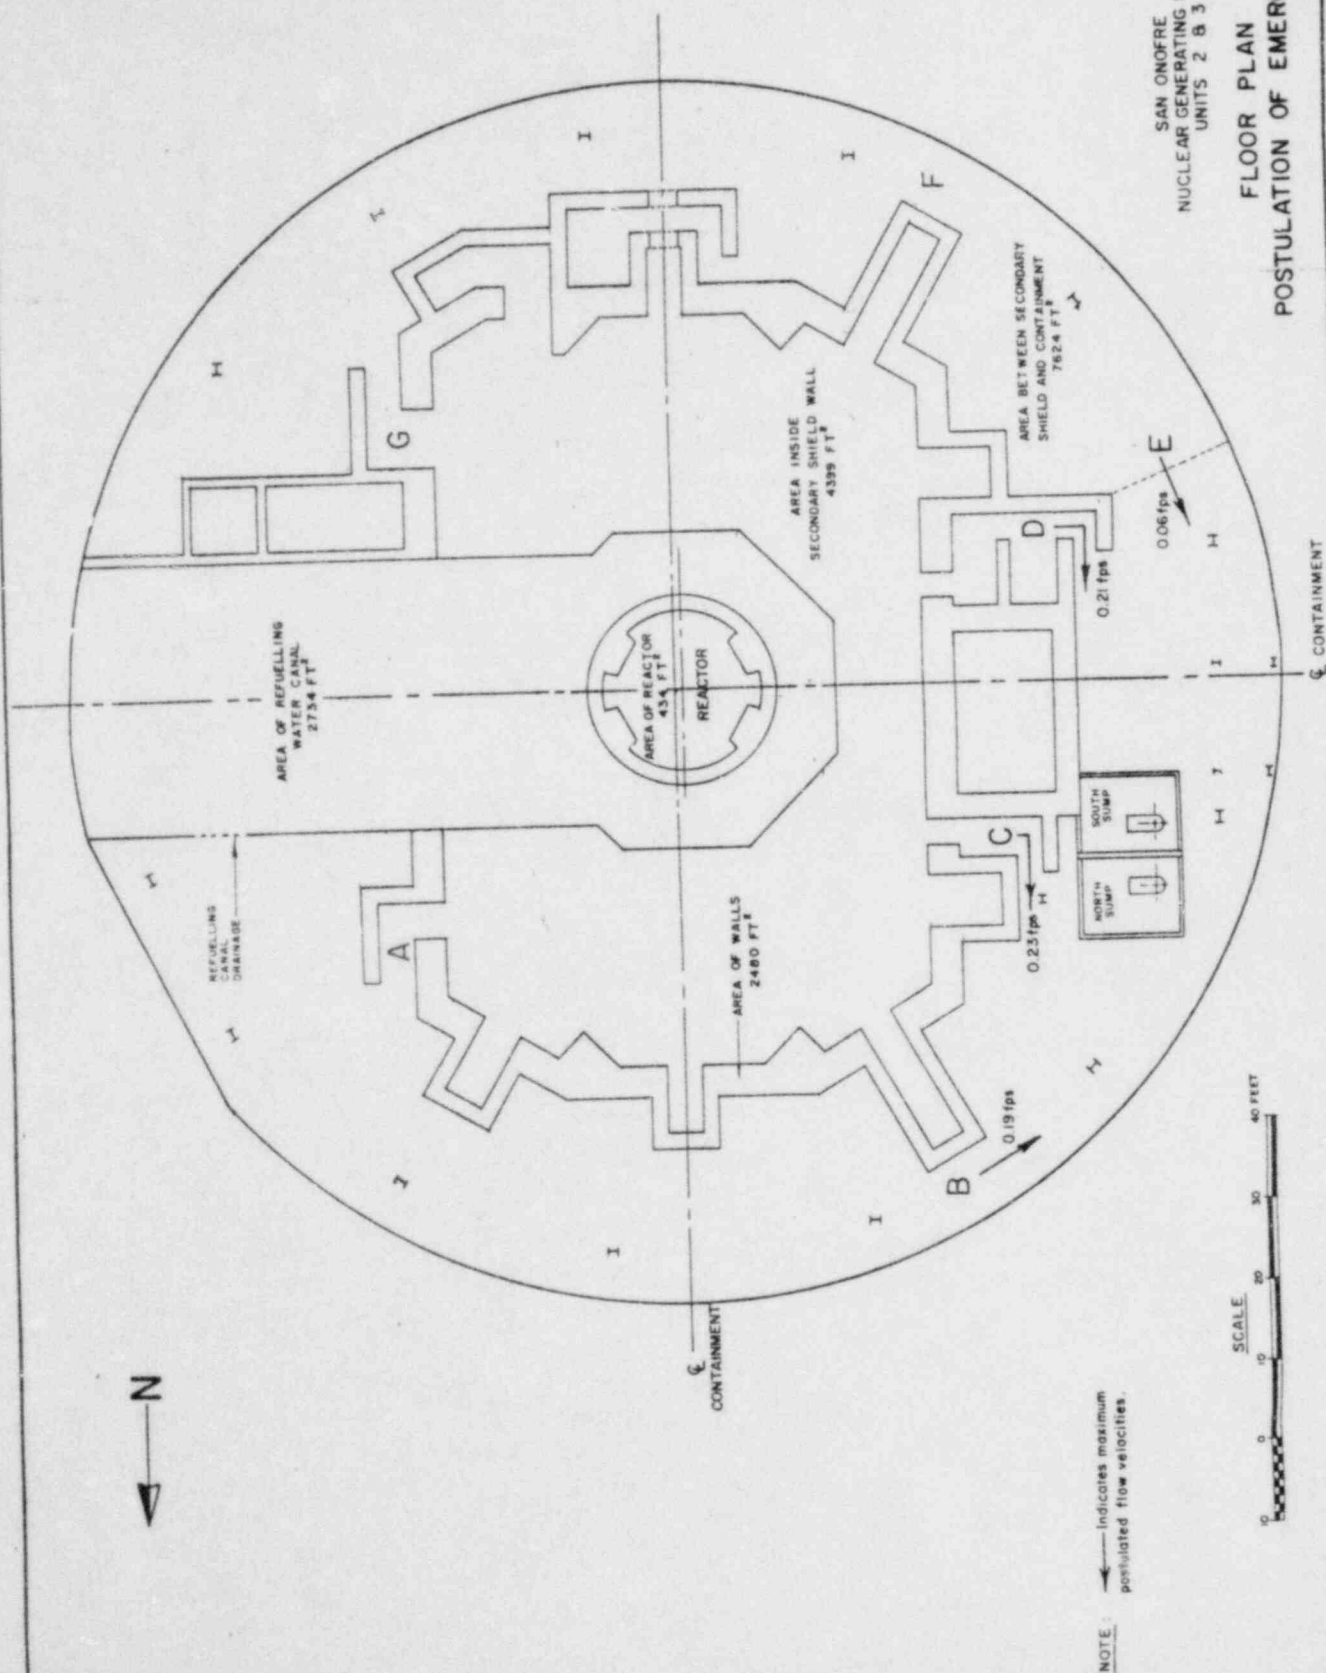 SAN ONOFRE
NUCLEAR GENERATING
UNITS 2 & 3
FLOOR PLAN
POSTULATION OF EMER
N
I
I
I
H
F
G
AREA BETWEEN SECONDARY
SHIELD AND CONTAINMENT
7624 FT²
AREA INSIDE
SECONDARY SHIELD WALL
4399 FT²
E
0.06 fps
D
0.21 fps
H
AREA OF REFUELLING
WATER CANAL
2734 FT²
AREA OF REACTOR
434 FT²
REACTOR
I
H
℄ CONTAINMENT
H
H
SOUTH
SUMP
NORTH
SUMP
C
0.23 fps
H
REFUELLING
CANAL
DRAINAGE
A
AREA OF WALLS
2480 FT²
H
H
B
0.19 fps
H
I
I
℄
CONTAINMENT
NOTE :
Indicates maximum
postulated flow velocities.
SCALE
10 0 10 20 30 40 FEET